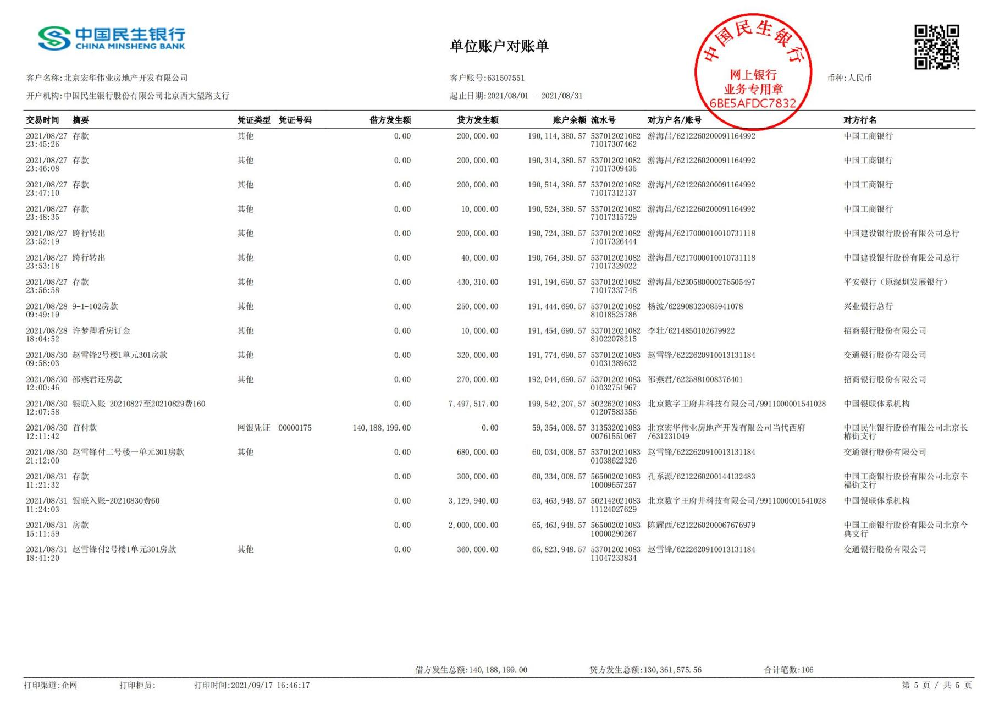 中国民生银行
CHINA MINSHENG BANK
单位账户对账单
中国民生银行
网上银行
业务专用章
6BE5AFDC7832
客户名称:北京宏华伟业房地产开发有限公司 客户账号:631507551 币种:人民币
开户机构:中国民生银行股份有限公司北京西大望路支行 起止日期:2021/08/01 - 2021/08/31
交易时间 摘要 凭证类型 凭证号码 借方发生额 贷方发生额 账户余额 流水号 对方户名/账号 对方行名
2021/08/27 存款 其他 0.00 200,000.00 190,114,380.57 537012021082 游海昌/6212260200091164992 中国工商银行
23:45:26 71017307462
2021/08/27 存款 其他 0.00 200,000.00 190,314,380.57 537012021082 游海昌/6212260200091164992 中国工商银行
23:46:08 71017309435
2021/08/27 存款 其他 0.00 200,000.00 190,514,380.57 537012021082 游海昌/6212260200091164992 中国工商银行
23:47:10 71017312137
2021/08/27 存款 其他 0.00 10,000.00 190,524,380.57 537012021082 游海昌/6212260200091164992 中国工商银行
23:48:35 71017315729
2021/08/27 跨行转出 其他 0.00 200,000.00 190,724,380.57 537012021082 游海昌/6217000010010731118 中国建设银行股份有限公司总行
23:52:19 71017326444
2021/08/27 跨行转出 其他 0.00 40,000.00 190,764,380.57 537012021082 游海昌/6217000010010731118 中国建设银行股份有限公司总行
23:53:18 71017329022
2021/08/27 存款 其他 0.00 430,310.00 191,194,690.57 537012021082 游海昌/6230580000276505497 平安银行（原深圳发展银行）
23:56:58 71017337748
2021/08/28 9-1-102房款 其他 0.00 250,000.00 191,444,690.57 537012021082 杨波/622908323085941078 兴业银行总行
09:49:19 81018525786
2021/08/28 许梦卿看房订金 其他 0.00 10,000.00 191,454,690.57 537012021082 李壮/6214850102679922 招商银行股份有限公司
18:04:52 81022078215
2021/08/30 赵雪锋2号楼1单元301房款 其他 0.00 320,000.00 191,774,690.57 537012021083 赵雪锋/6222620910013131184 交通银行股份有限公司
09:58:03 01031389632
2021/08/30 邵燕君还房款 其他 0.00 270,000.00 192,044,690.57 537012021083 邵燕君/6225881008376401 招商银行股份有限公司
12:00:46 01032751967
2021/08/30 银联入账-20210827至20210829费160 0.00 7,497,517.00 199,542,207.57 502262021083 北京数字王府井科技有限公司/9911000001541028 中国银联体系机构
12:07:58 01207583356
2021/08/30 首付款 网银凭证 00000175 140,188,199.00 0.00 59,354,008.57 313532021083 北京宏华伟业房地产开发有限公司当代西府 中国民生银行股份有限公司北京长
12:11:42 00761551067 /631231049 椿街支行
2021/08/30 赵雪锋付二号楼一单元301房款 其他 0.00 680,000.00 60,034,008.57 537012021083 赵雪锋/6222620910013131184 交通银行股份有限公司
21:12:00 01038622326
2021/08/31 存款 0.00 300,000.00 60,334,008.57 565002021083 孔系源/6212260200144132483 中国工商银行股份有限公司北京幸
11:21:32 10009657257 福街支行
2021/08/31 银联入账-20210830费60 0.00 3,129,940.00 63,463,948.57 502142021083 北京数字王府井科技有限公司/9911000001541028 中国银联体系机构
11:24:03 11124027629
2021/08/31 房款 0.00 2,000,000.00 65,463,948.57 565002021083 陈耀西/6212260200067676979 中国工商银行股份有限公司北京今
15:11:59 10000290267 典支行
2021/08/31 赵雪锋付2号楼1单元301房款 其他 0.00 360,000.00 65,823,948.57 537012021083 赵雪锋/6222620910013131184 交通银行股份有限公司
18:41:20 11047233834
借方发生总额:140,188,199.00 贷方发生总额:130,361,575.56 合计笔数:106
打印渠道:企网 打印柜员: 打印时间:2021/09/17 16:46:17 第 5 页 / 共 5 页